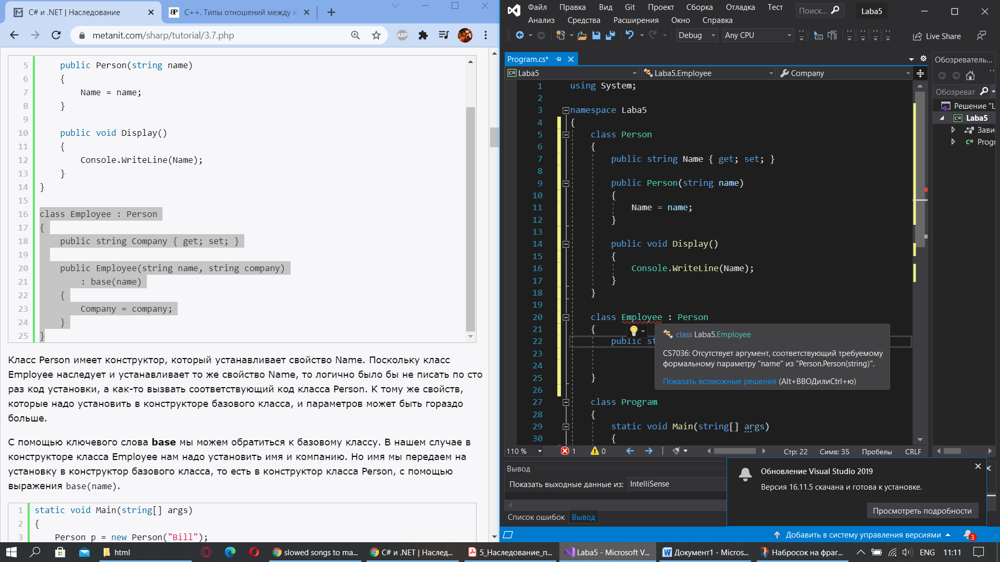 C# и .NET | Наследование
С++. Типы отношений между к
metanit.com/sharp/tutorial/3.7.php
ABP
5 public Person(string name)
6 {
7 Name = name;
8 }
9
10 public void Display()
11 {
12 Console.WriteLine(Name);
13 }
14 }
15
16 class Employee : Person
17 {
18 public string Company { get; set; }
19
20 public Employee(string name, string company)
21 : base(name)
22 {
23 Company = company;
24 }
25 }
Класс Person имеет конструктор, который устанавливает свойство Name. Поскольку класс
Employee наследует и устанавливает то же свойство Name, то логично было бы не писать по сто
раз код установки, а как-то вызвать соответствующий код класса Person. К тому же свойств,
которые надо установить в конструкторе базового класса, и параметров может быть гораздо
больше.
С помощью ключевого слова base мы можем обратиться к базовому классу. В нашем случае в
конструкторе класса Employee нам надо установить имя и компанию. Но имя мы передаем на
установку в конструктор базового класса, то есть в конструктор класса Person, с помощью
выражения base(name).
1 static void Main(string[] args)
2 {
3 Person p = new Person("Bill");
Файл Правка Вид Git Проект Сборка Отладка Тест
Анализ Средства Расширения Окно Справка
Поиск...
Laba5
Debug Any CPU
Live Share
Program.cs*
Laba5 Laba5.Employee Company
1 using System;
2
3 namespace Laba5
4 {
5 class Person
6 {
7 public string Name { get; set; }
8
9 public Person(string name)
10 {
11 Name = name;
12 }
13
14 public void Display()
15 {
16 Console.WriteLine(Name);
17 }
18 }
19
20 class Employee : Person
21 {
22 public st
23
24
25 }
26
27 class Program
28 {
29 static void Main(string[] args)
30 {
class Laba5.Employee
CS7036: Отсутствует аргумент, соответствующий требуемому
формальному параметру "name" из "Person.Person(string)".
Показать возможные решения (Alt+ВВОДилиCtrl+ю)
110 % 1 0 Стр: 22 Симв: 35 Пробелы CRLF
Обозреватель...
Обозреват
Решение "L
Laba5
Зави
Progr
Вывод
Показать выходные данные из: IntelliSense
Список ошибок Вывод
Обновление Visual Studio 2019
Версия 16.11.5 скачана и готова к установке.
Просмотреть подробности
Добавить в систему управления версиями
3
html
slowed songs to ma...
C# и .NET | Наслед...
5_Наследование_п...
Laba5 - Microsoft V...
Документ1 - Micros...
Набросок на фраг...
ENG 11:11